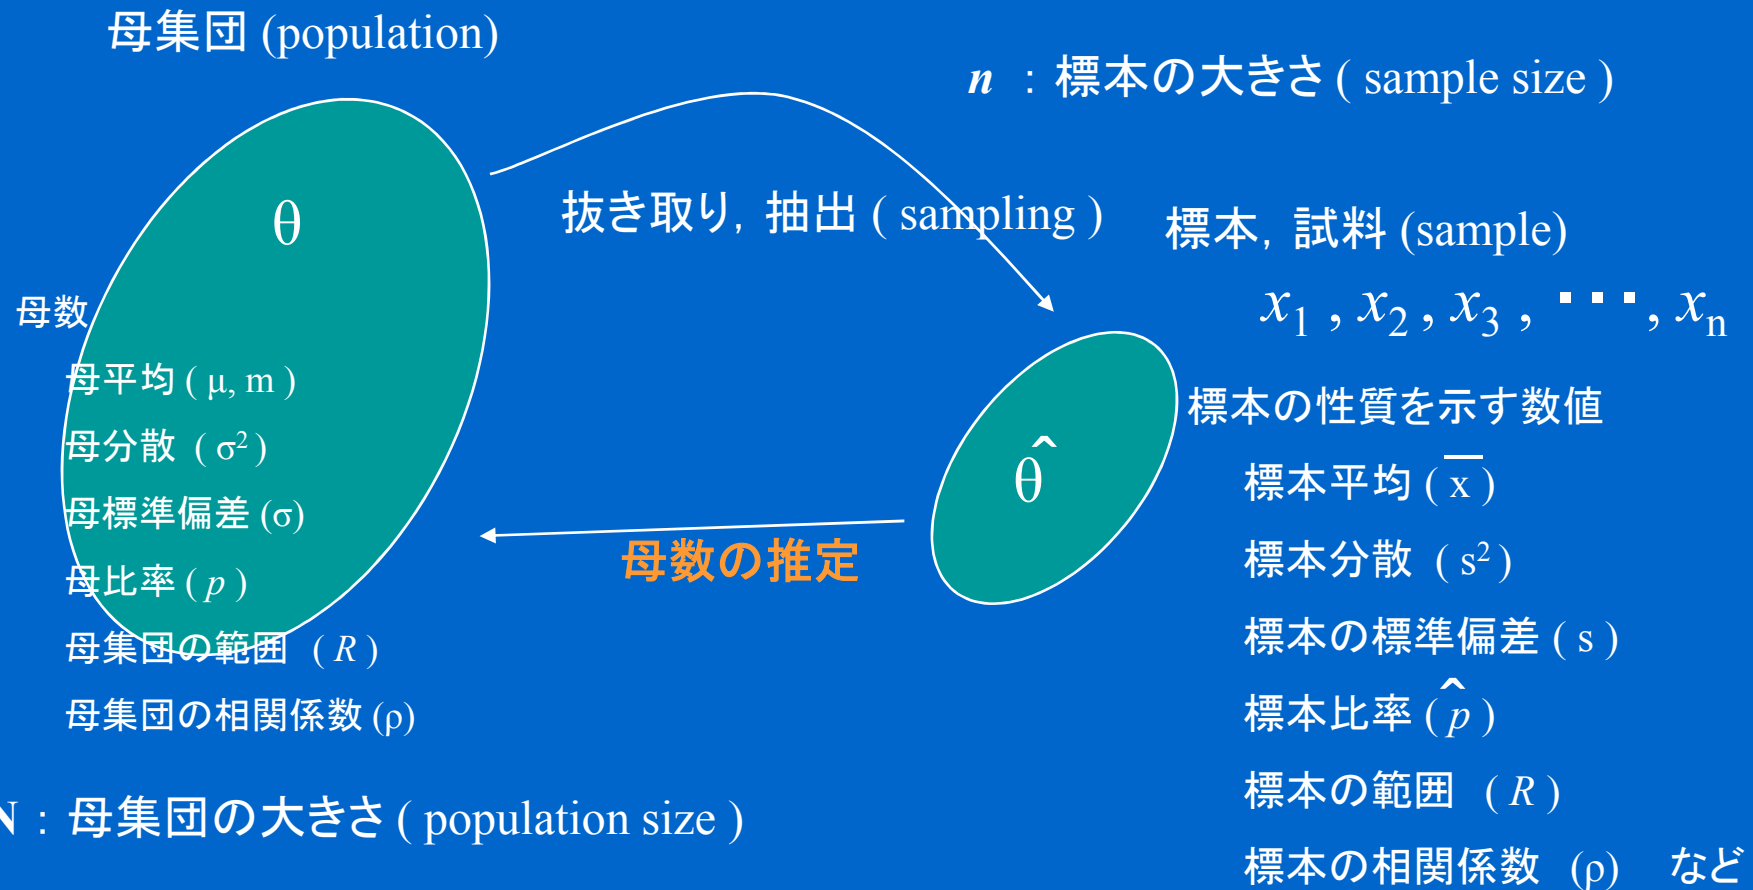 母集団 (population)
n : 標本の大きさ ( sample size )
θ
抜き取り, 抽出 ( sampling )
標本, 試料 (sample)
母数
x1 , x2 , x3 , ⋯ , xn
母平均 ( μ, m )
母分散 ( σ² )
母標準偏差 (σ)
母比率 ( p )
母集団の範囲 ( R )
母集団の相関係数 (ρ)
θ̂
母数の推定
標本の性質を示す数値
標本平均 ( x̅ )
標本分散 ( s² )
標本の標準偏差 ( s )
標本比率 ( p̂ )
標本の範囲 ( R )
標本の相関係数 (ρ) など
N : 母集団の大きさ ( population size )